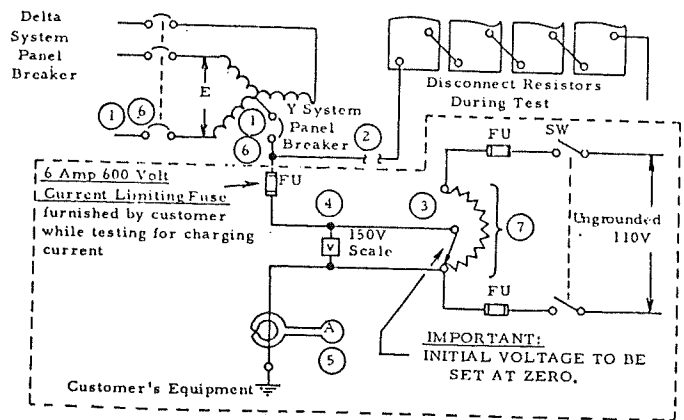 Delta
System
Panel
Breaker
E
1 6
Y System
1
Panel
Breaker
6
2
Disconnect Resistors
During Test
FU
SW
6 Amp 600 Volt
Current Limiting Fuse
furnished by customer
while testing for charging
current
FU
4
3
7
150V
Scale
V
Ungrounded
110V
FU
A
5
IMPORTANT:
INITIAL VOLTAGE TO BE
SET AT ZERO.
Customer's Equipment